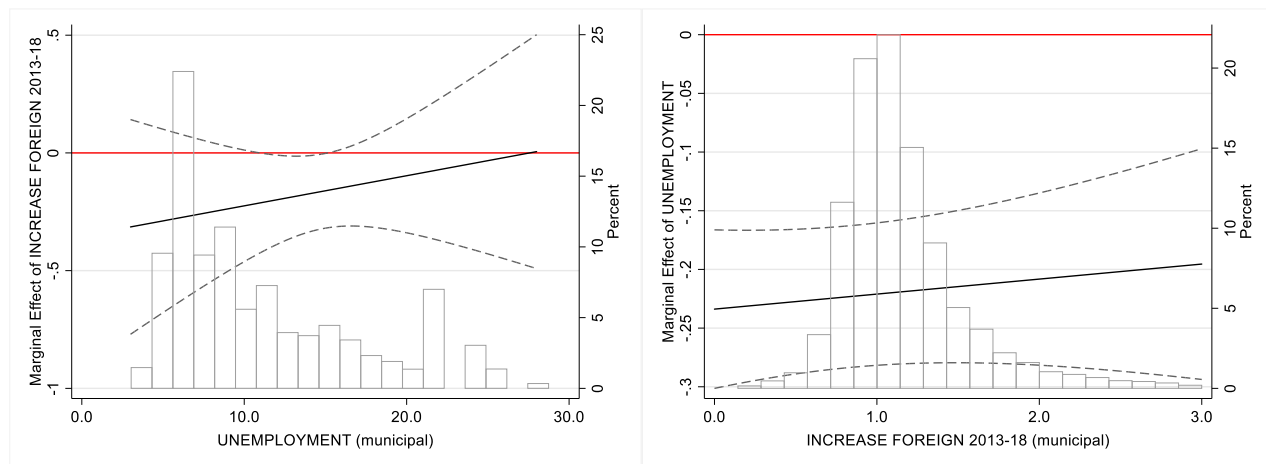 Marginal Effect of INCREASE FOREIGN 2013-18
.5
0
-.5
-1
25
20
15
10
5
0
Percent
0.0 10.0 20.0 30.0
UNEMPLOYMENT (municipal)
Marginal Effect of UNEMPLOYMENT
0
-.05
-.1
-.15
-.2
-.25
-.3
20
15
10
5
0
Percent
0.0 1.0 2.0 3.0
INCREASE FOREIGN 2013-18 (municipal)